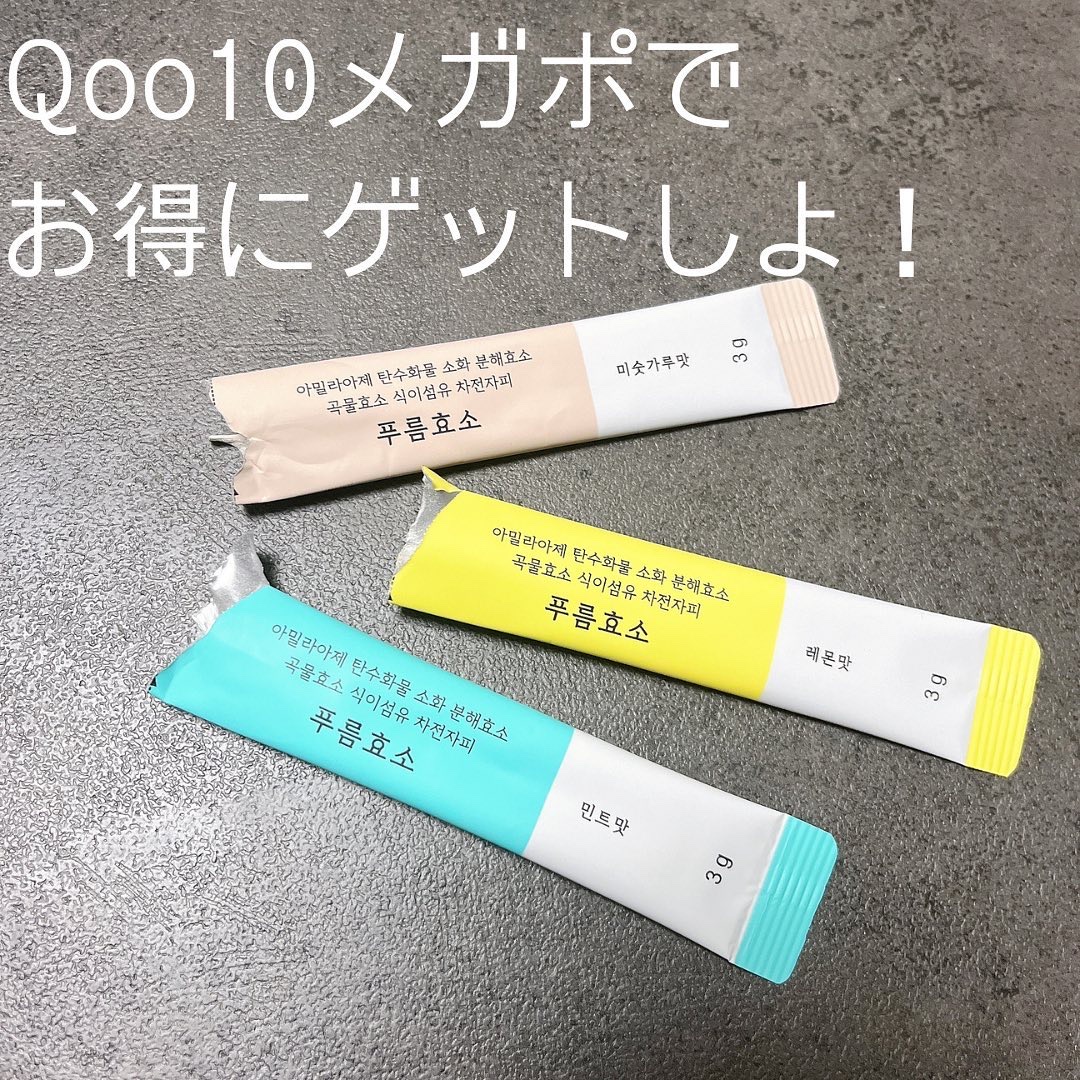 Qoo10メガポで
お得にゲットしよ！
아밀라아제 탄수화물 소화 분해효소
곡물효소 식이섬유 차전자피
푸름효소
미숫가루맛
3g
아밀라아제 탄수화물 소화 분해효소
곡물효소 식이섬유 차전자피
푸름효소
레몬맛
3g
아밀라아제 탄수화물 소화 분해효소
곡물효소 식이섬유 차전자피
푸름효소
민트맛
3g